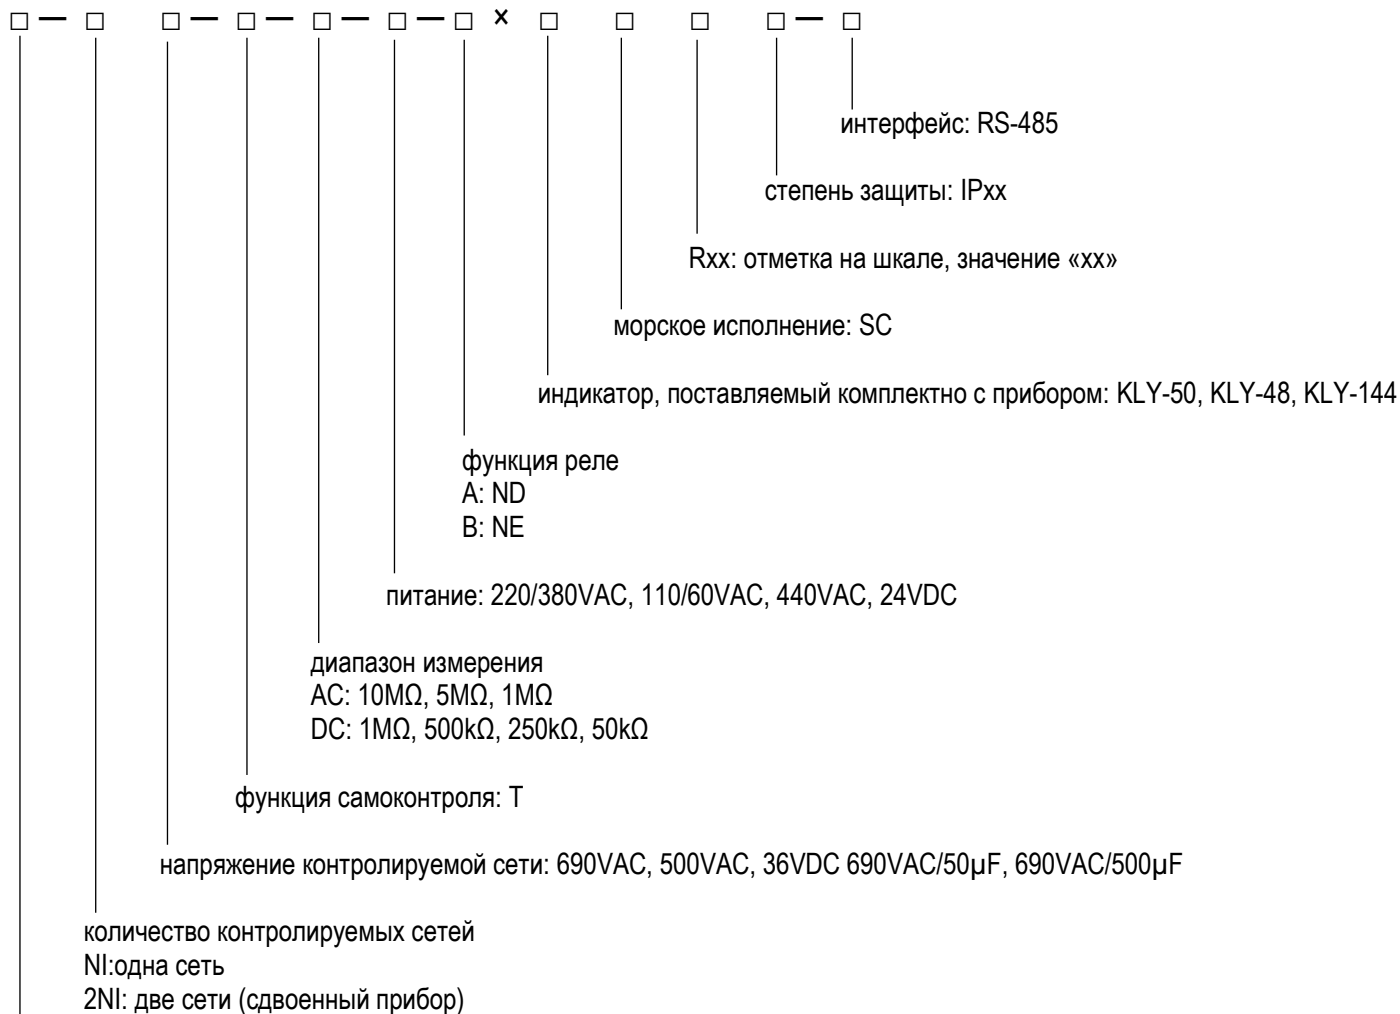 □ — □ □ — □ — □ — □ — □ × □ □ □ □ — □
интерфейс: RS-485
степень защиты: IPxx
Rxx: отметка на шкале, значение «xx»
морское исполнение: SC
индикатор, поставляемый комплектно с прибором: KLY-50, KLY-48, KLY-144
функция реле
A: ND
B: NE
питание: 220/380VAC, 110/60VAC, 440VAC, 24VDC
диапазон измерения
AC: 10MΩ, 5MΩ, 1MΩ
DC: 1MΩ, 500kΩ, 250kΩ, 50kΩ
функция самоконтроля: T
напряжение контролируемой сети: 690VAC, 500VAC, 36VDC 690VAC/50µF, 690VAC/500µF
количество контролируемых сетей
NI:одна сеть
2NI: две сети (сдвоенный прибор)